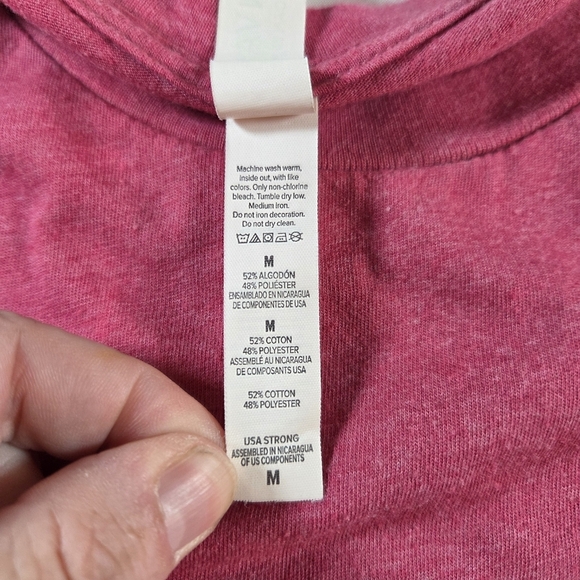 Machine wash warm,
inside out, with like
colors. Only non-chlorine
bleach. Tumble dry low.
Medium iron.
Do not iron decoration.
Do not dry clean.
M
52% ALGODÓN
48% POLIÉSTER
ENSAMBLADO EN NICARAGUA
DE COMPONENTES DE USA
M
52% COTON
48% POLYESTER
ASSEMBLÉ AU NICARAGUA
DE COMPOSANTS USA
52% COTTON
48% POLYESTER
USA STRONG
ASSEMBLED IN NICARAGUA
OF US COMPONENTS
M